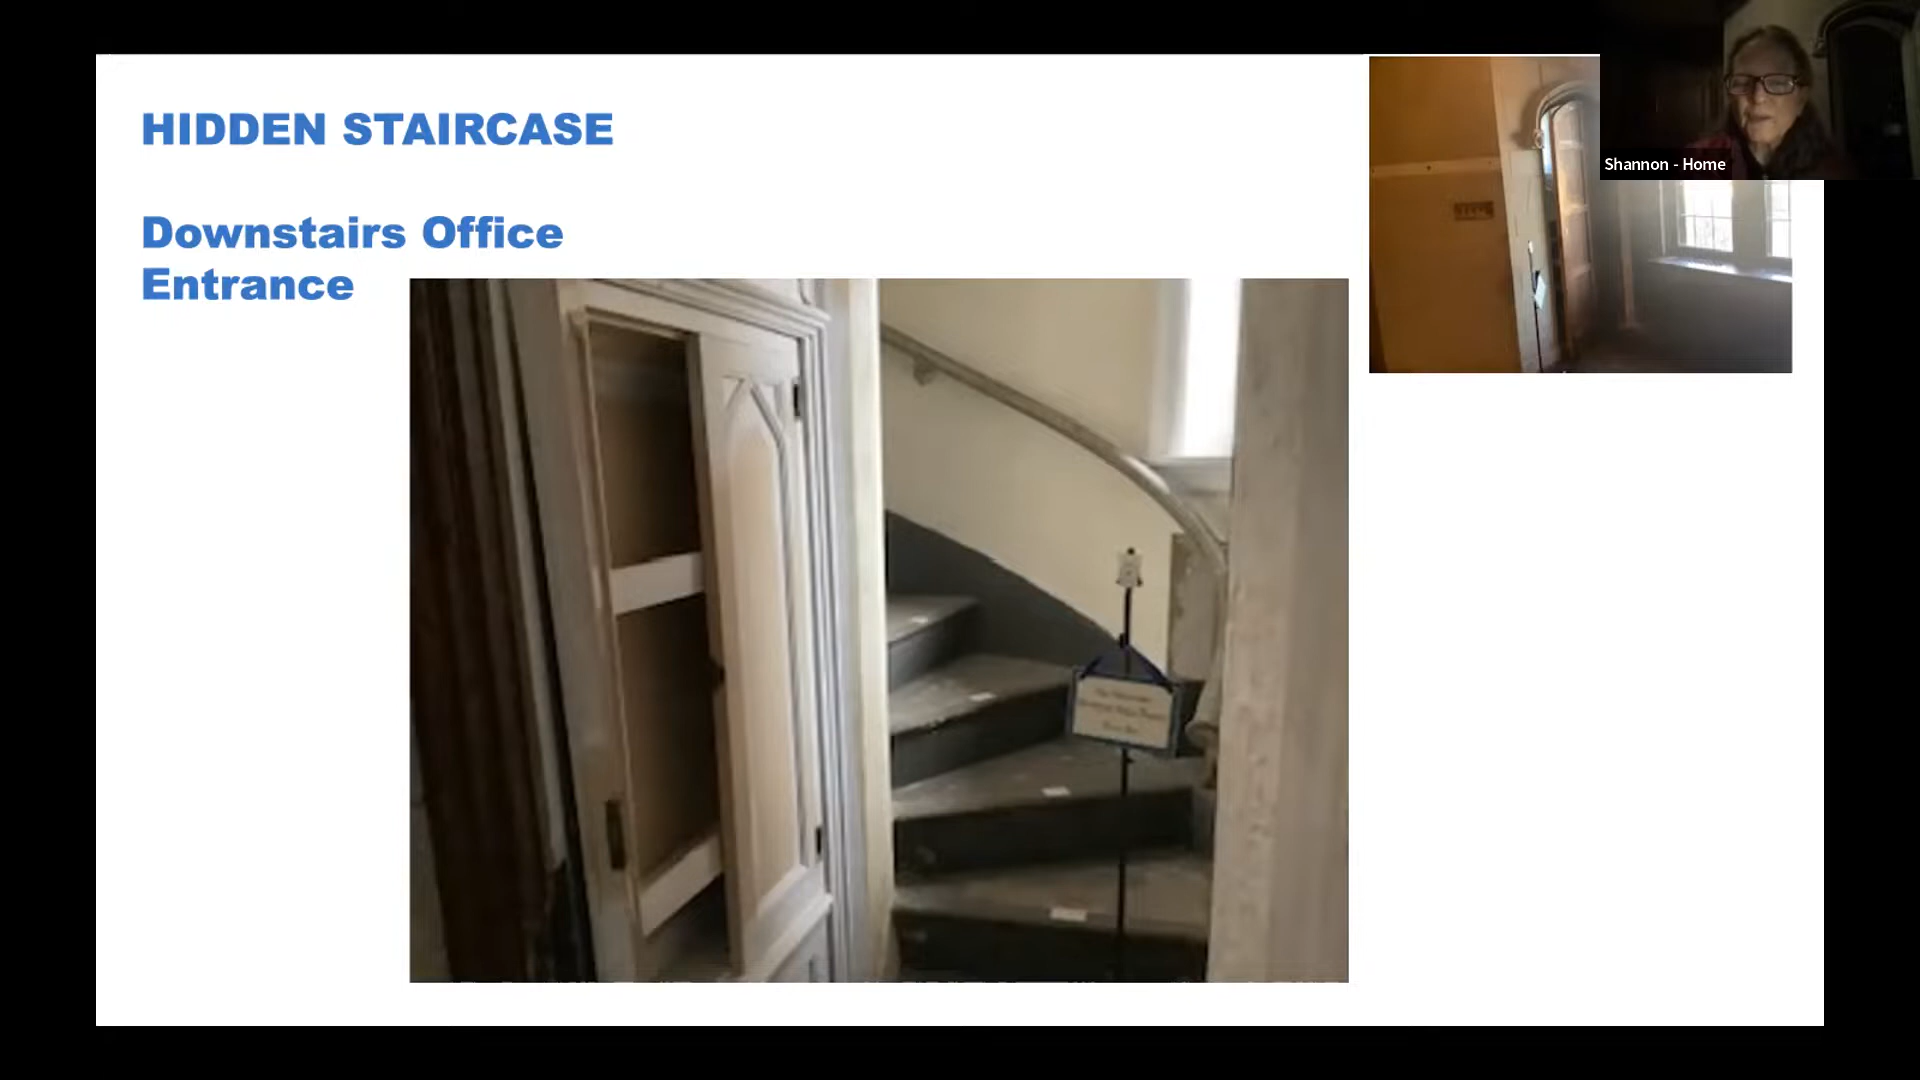 HIDDEN STAIRCASE
Downstairs Office
Entrance
Shannon - Home